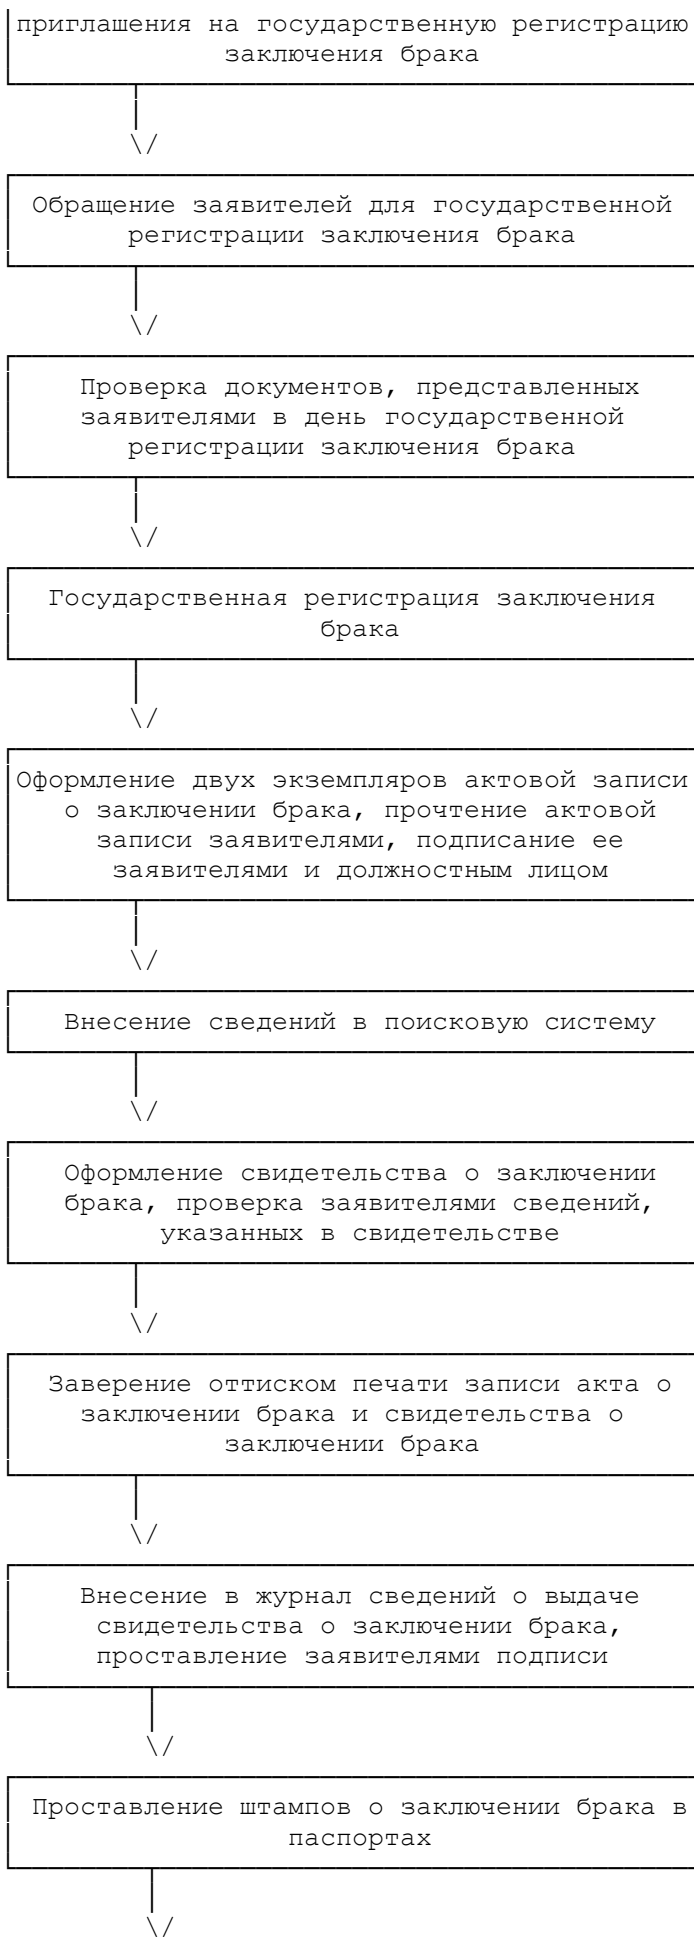 приглашения на государственную регистрацию
заключения брака
\/
Обращение заявителей для государственной
регистрации заключения брака
\/
Проверка документов, представленных
заявителями в день государственной
регистрации заключения брака
\/
Государственная регистрация заключения
брака
\/
Оформление двух экземпляров актовой записи
о заключении брака, прочтение актовой
записи заявителями, подписание ее
заявителями и должностным лицом
\/
Внесение сведений в поисковую систему
\/
Оформление свидетельства о заключении
брака, проверка заявителями сведений,
указанных в свидетельстве
\/
Заверение оттиском печати записи акта о
заключении брака и свидетельства о
заключении брака
\/
Внесение в журнал сведений о выдаче
свидетельства о заключении брака,
проставление заявителями подписи
\/
Проставление штампов о заключении брака в
паспортах
\/